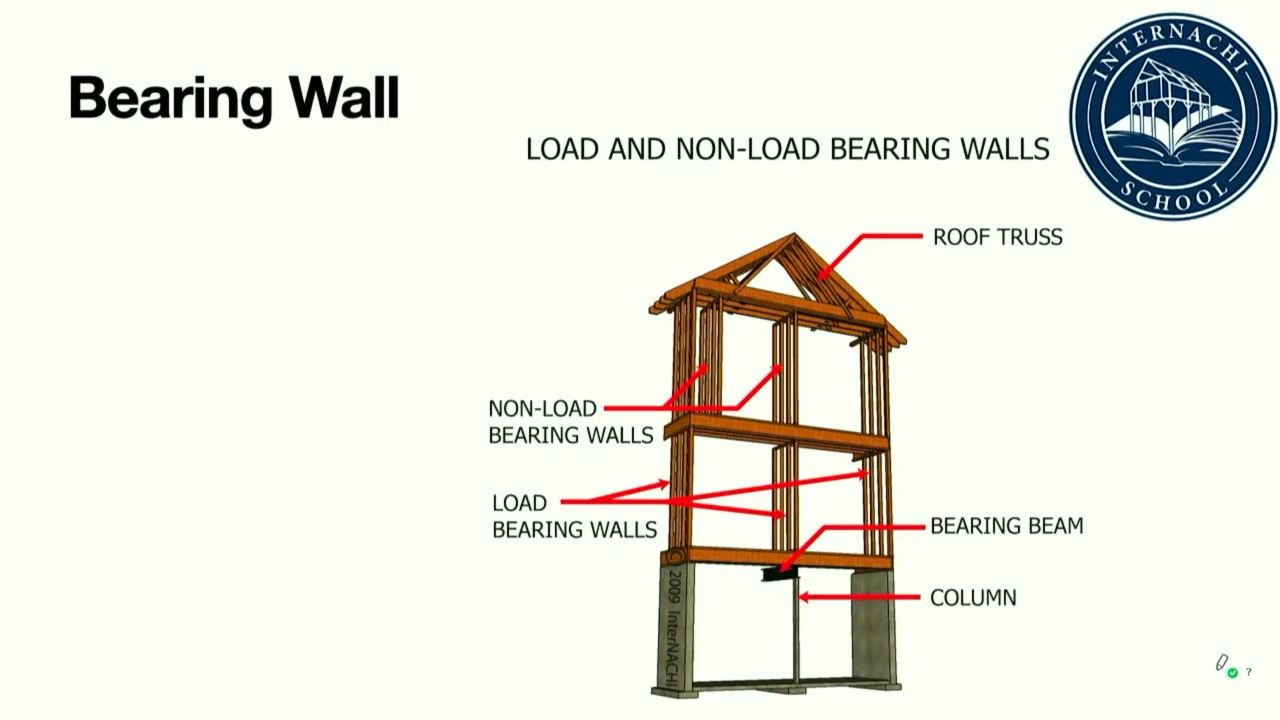 Bearing Wall
INTERNACHI
SCHOOL
LOAD AND NON-LOAD BEARING WALLS
ROOF TRUSS
NON-LOAD
BEARING WALLS
LOAD
BEARING WALLS
BEARING BEAM
COLUMN
© 2009 InterNACHI
?